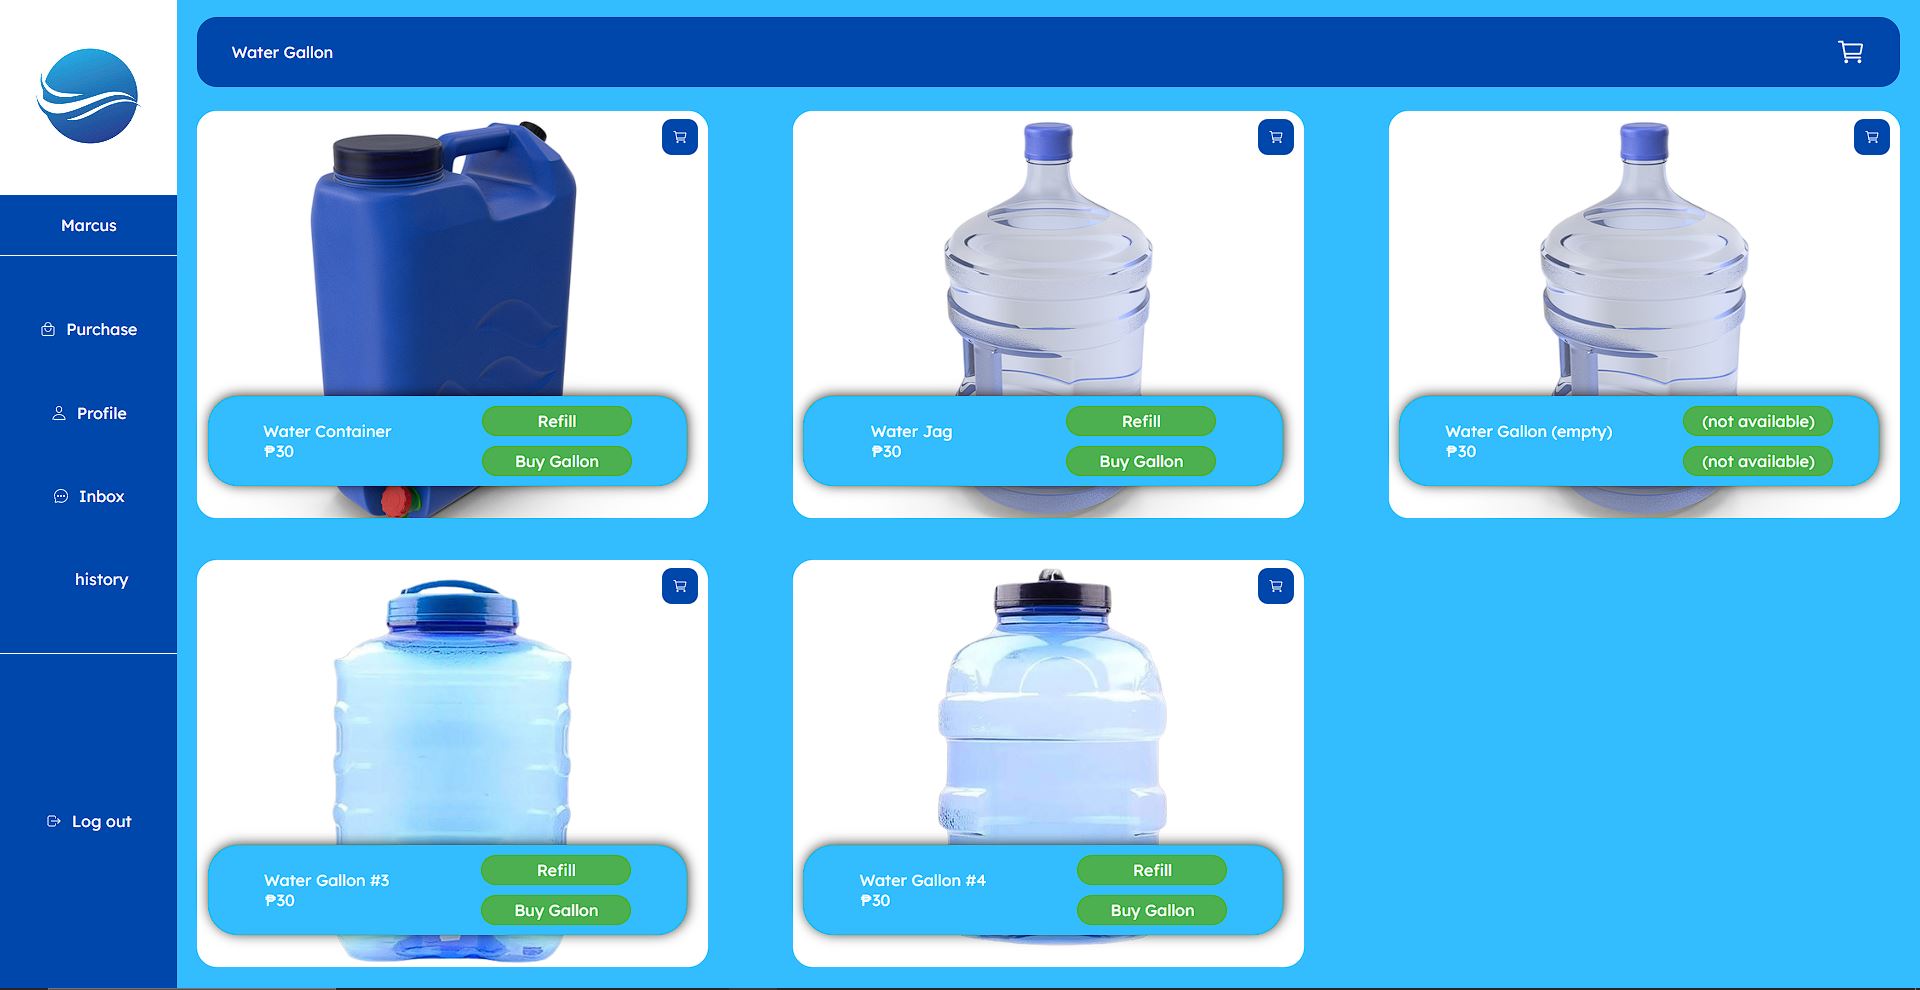 Water Gallon
Marcus
Purchase
Profile
Inbox
history
Log out
Water Container
₱30
Refill
Buy Gallon
Water Jag
₱30
Refill
Buy Gallon
Water Gallon (empty)
₱30
(not available)
(not available)
Water Gallon #3
₱30
Refill
Buy Gallon
Water Gallon #4
₱30
Refill
Buy Gallon